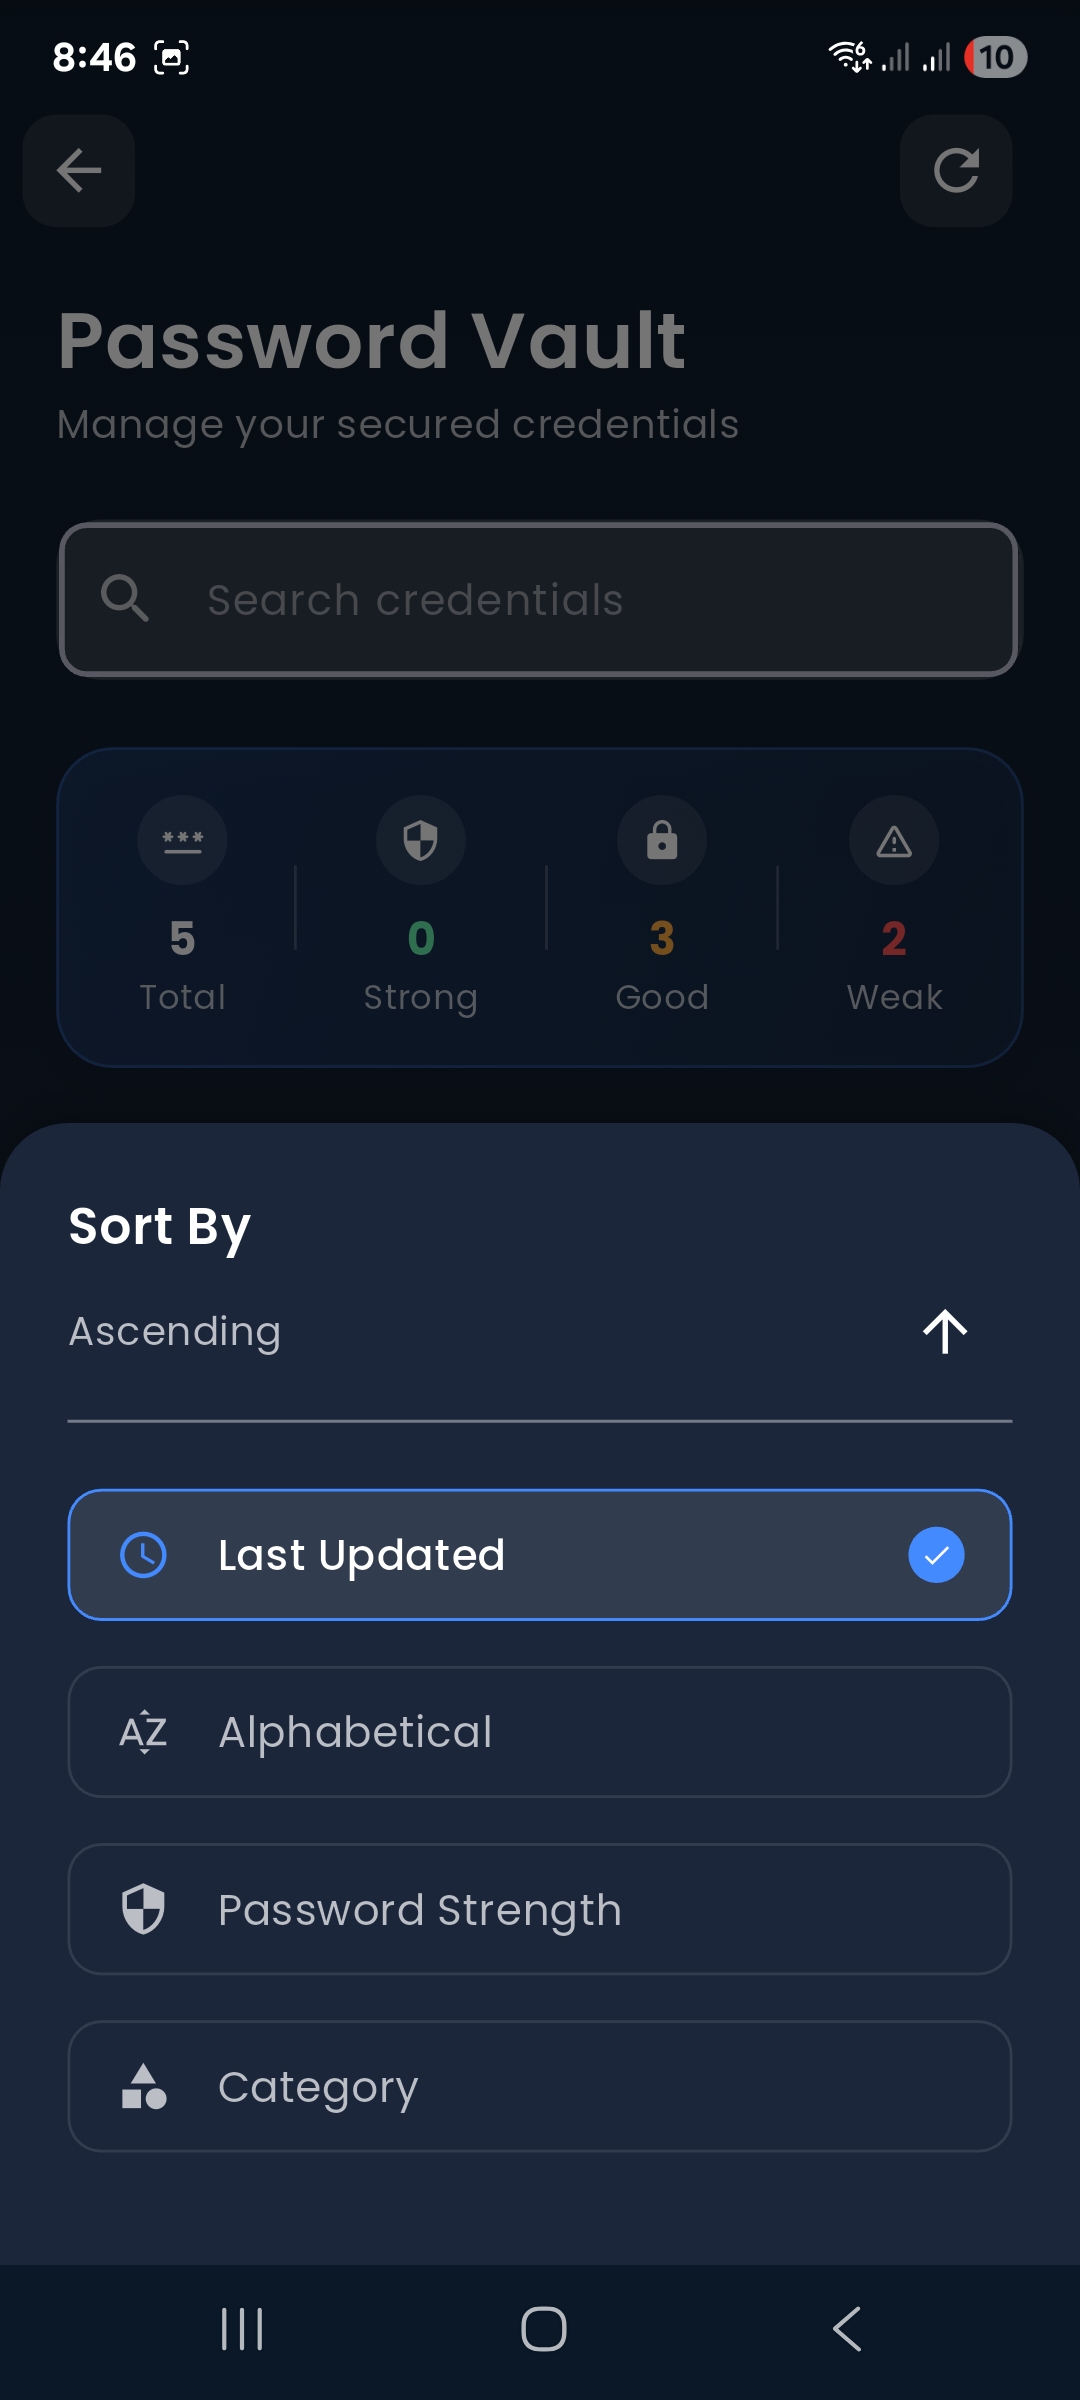 8:46
6
10
Password Vault
Manage your secured credentials
Search credentials
***
5 0 3 2
Total Strong Good Weak
Sort By
Ascending
Last Updated
AZ Alphabetical
Password Strength
Category